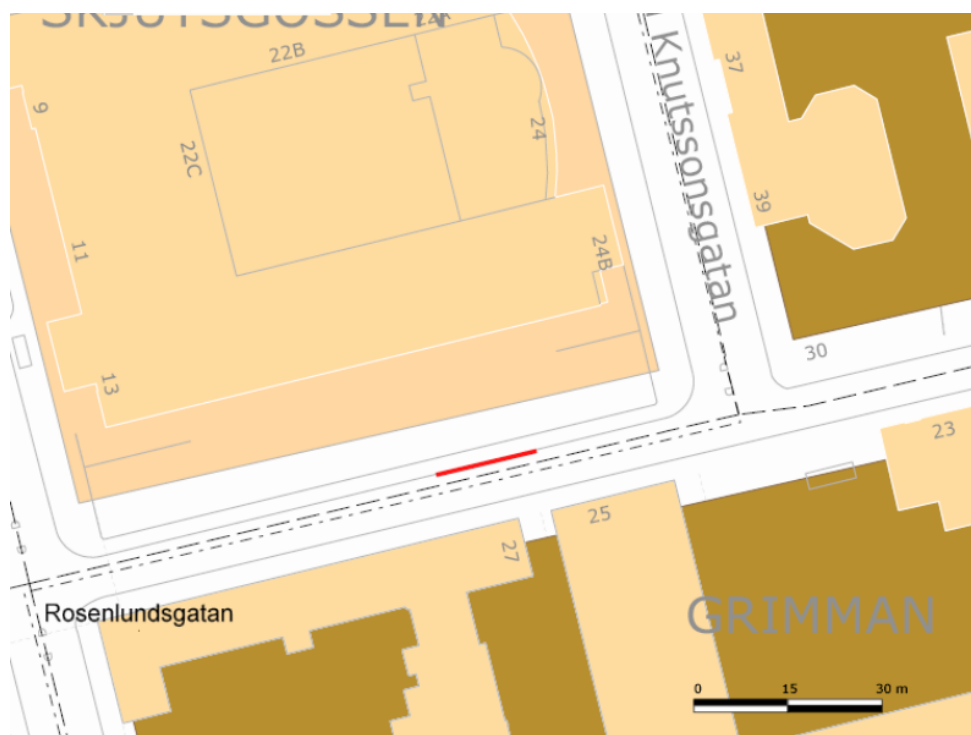 SKJUTSGOSSEN
22B
9
22C
24
Knutssonsgatan
37
39
11
24B
13
30
23
25
27
Rosenlundsgatan
GRIMMAN
0 15 30 m